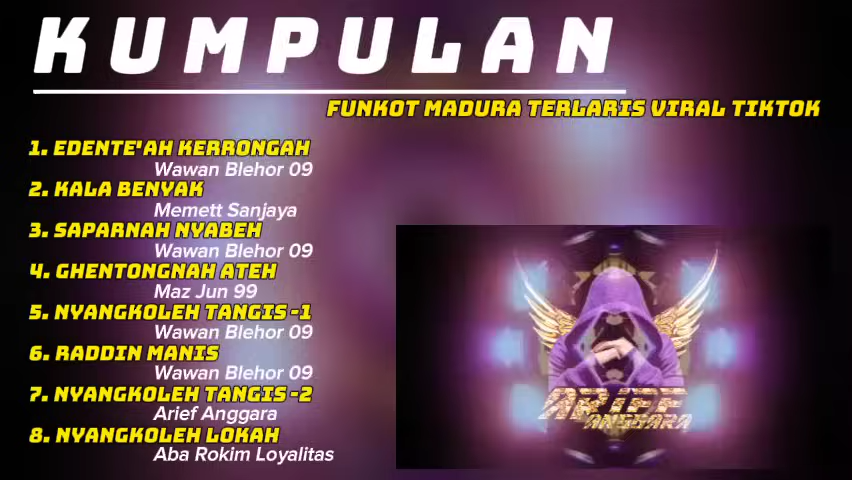 KUMPULAN
FUNKOT MADURA TERLARIS VIRAL TIKTOK
1. EDENTE'AH KERRONGAH
Wawan Blehor 09
2. KALA BENYAK
Memett Sanjaya
3. SAPARNAH NYABEH
Wawan Blehor 09
4. GHENTONGNAH ATEH
Maz Jun 99
5. NYANGKOLEH TANGIS -1
Wawan Blehor 09
6. RADDIN MANIS
Wawan Blehor 09
7. NYANGKOLEH TANGIS -2
Arief Anggara
8. NYANGKOLEH LOKAH
Aba Rokim Loyalitas
ARIEF
ANGGARA